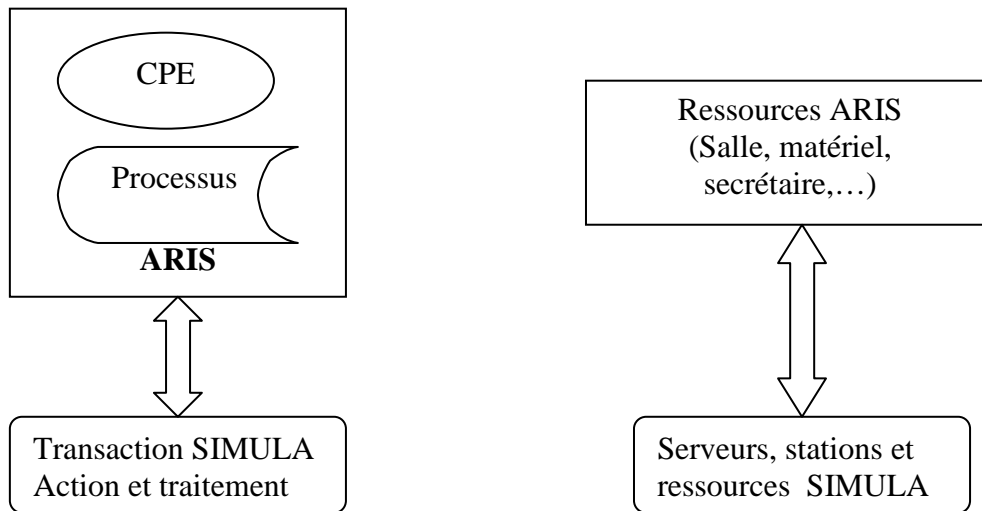 CPE
Processus
ARIS
Transaction SIMULA
Action et traitement
Ressources ARIS
(Salle, matériel,
secrétaire,…)
Serveurs, stations et
ressources SIMULA